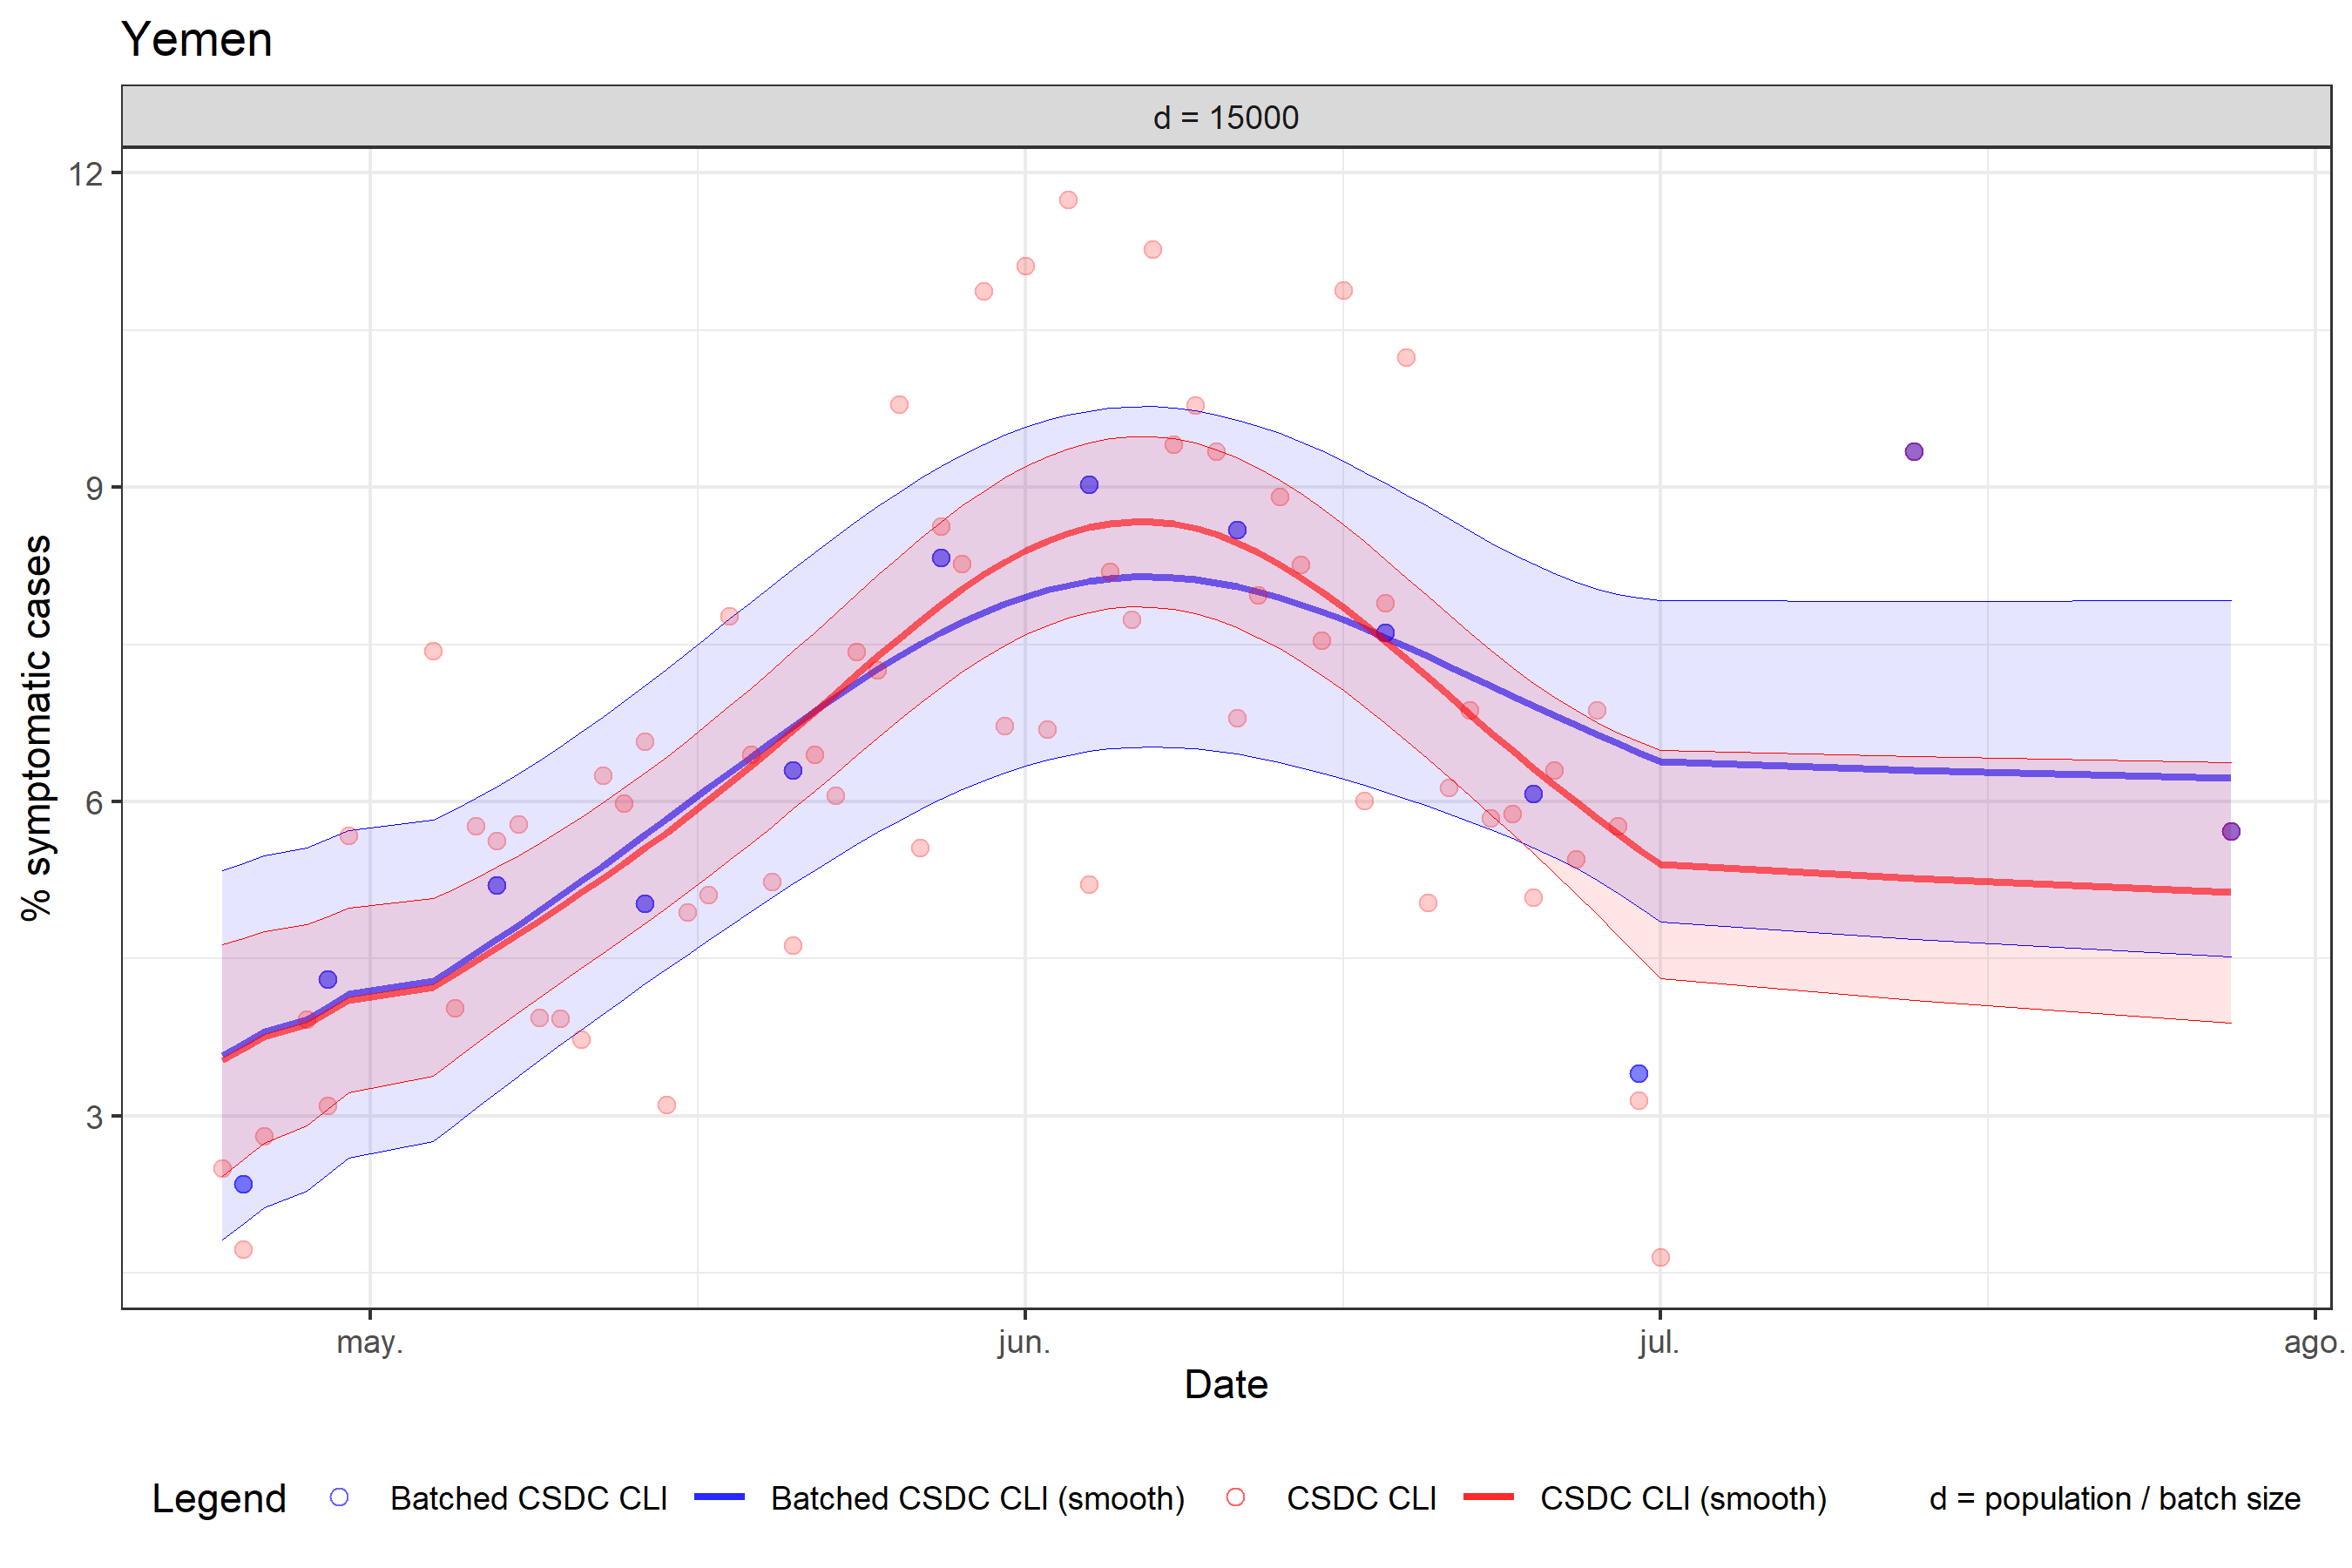 Yemen
d = 15000
12
9
6
3
% symptomatic cases
may.
jun.
jul.
ago.
Date
Legend
Batched CSDC CLI
Batched CSDC CLI (smooth)
CSDC CLI
CSDC CLI (smooth)
d = population / batch size